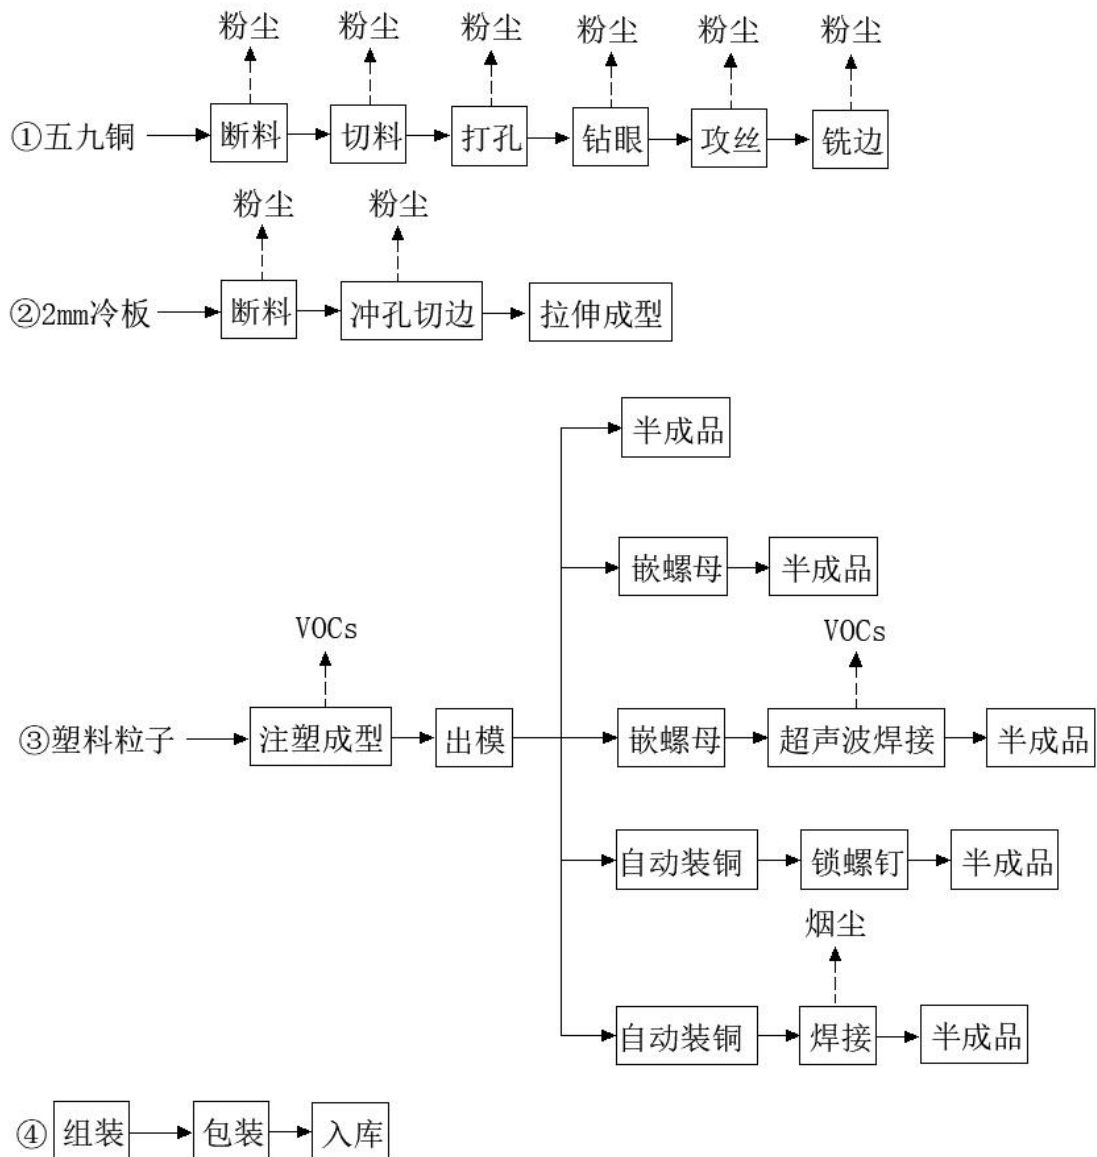 粉尘 粉尘 粉尘 粉尘 粉尘 粉尘
①五九铜 断料 切料 打孔 钻眼 攻丝 铣边
粉尘 粉尘
②2mm冷板 断料 冲孔切边 拉伸成型
半成品
嵌螺母 半成品
VOCs VOCs
③塑料粒子 注塑成型 出模 嵌螺母 超声波焊接 半成品
自动装铜 锁螺钉 半成品
烟尘
自动装铜 焊接 半成品
④ 组装 包装 入库